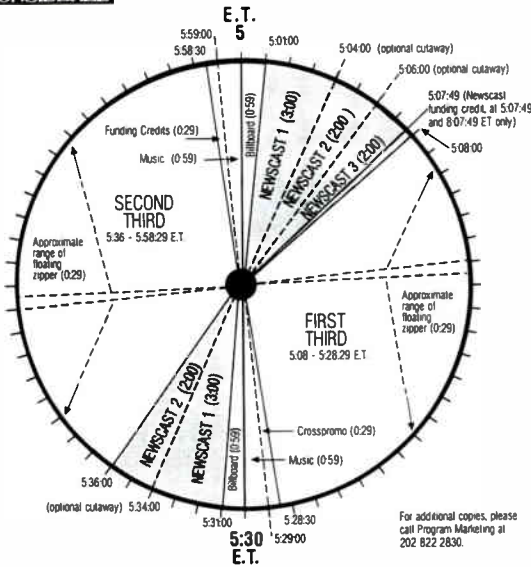 E.T.
5
5:59:00
5:58:30
5:01:00
5:04:00 (optional cutaway)
5:06:00 (optional cutaway)
5:07:49 (Newscast
funding credit, at 5:07:49
and 8:07:49 ET only)
5:08:00
Funding Credits (0:29)
Music (0:59)
Billboard (0:59)
NEWSCAST 1 (3:00)
NEWSCAST 2 (2:00)
NEWSCAST 3 (2:00)
SECOND
THIRD
5:36 - 5:58:29 E.T.
Approximate
range of
floating
zipper (0:29)
Approximate
range of
floating
zipper (0:29)
FIRST
THIRD
5:08 - 5:28:29 E.T.
NEWSCAST 2 (2:00)
NEWSCAST 1 (3:00)
Billboard (0:59)
Crosspromo (0:29)
Music (0:59)
5:36:00
(optional cutaway) 5:34:00
5:31:00
5:28:30
5:29:00
5:30
E.T.
For additional copies, please
call Program Marketing at
202 822 2830.